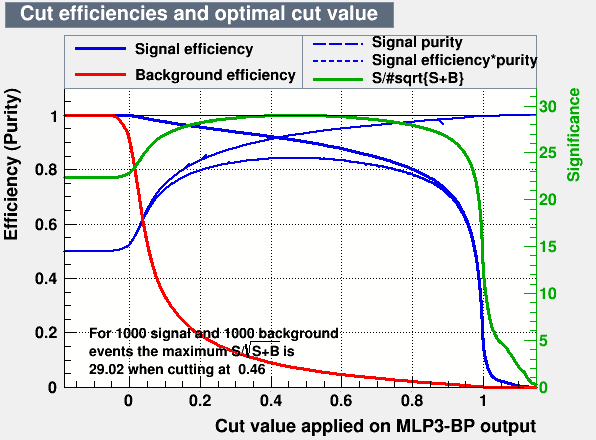 Cut efficiencies and optimal cut value
Signal efficiency
Background efficiency
Signal purity
Signal efficiency*purity
S/#sqrt{S+B}
Efficiency (Purity)
1
0.8
0.6
0.4
0.2
0
30
25
20
15
10
5
0
Significance
For 1000 signal and 1000 background
events the maximum S/√S+B is
29.02 when cutting at 0.46
0 0.2 0.4 0.6 0.8 1
Cut value applied on MLP3-BP output